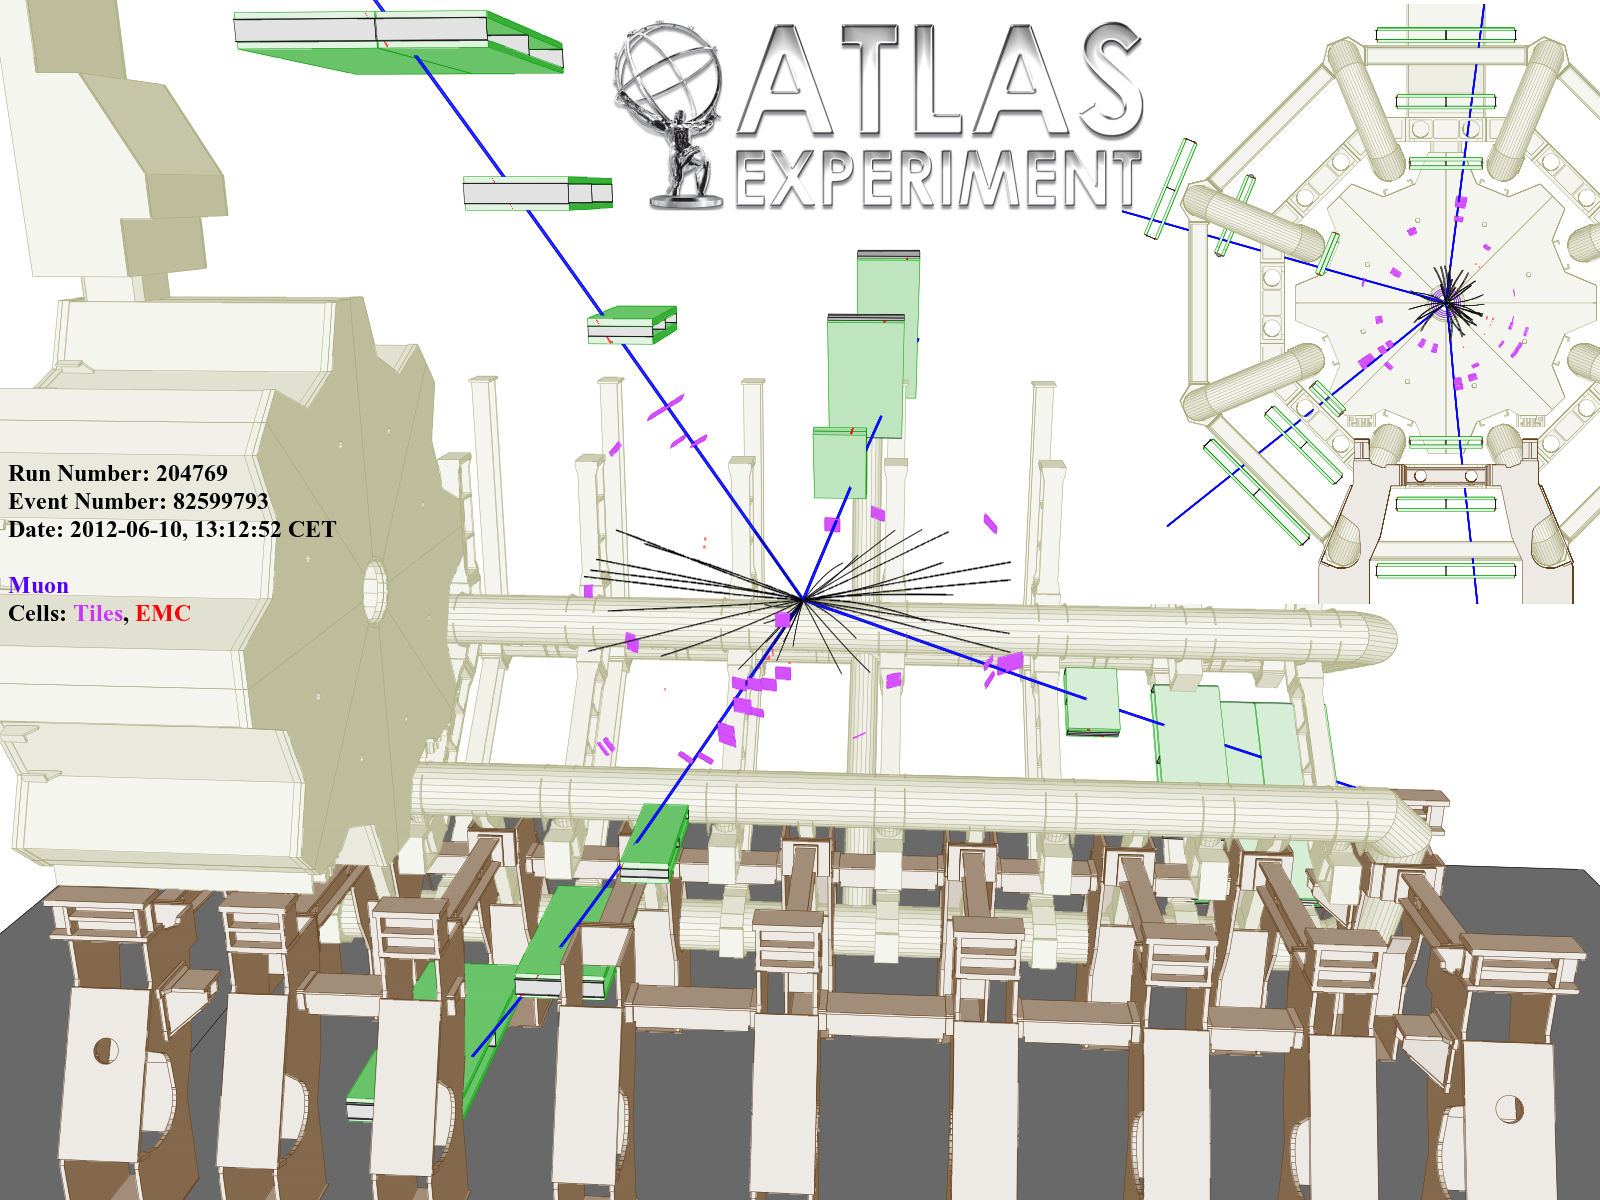 ATLAS
EXPERIMENT
Run Number: 204769
Event Number: 82599793
Date: 2012-06-10, 13:12:52 CET
Muon
Cells: Tiles, EMC